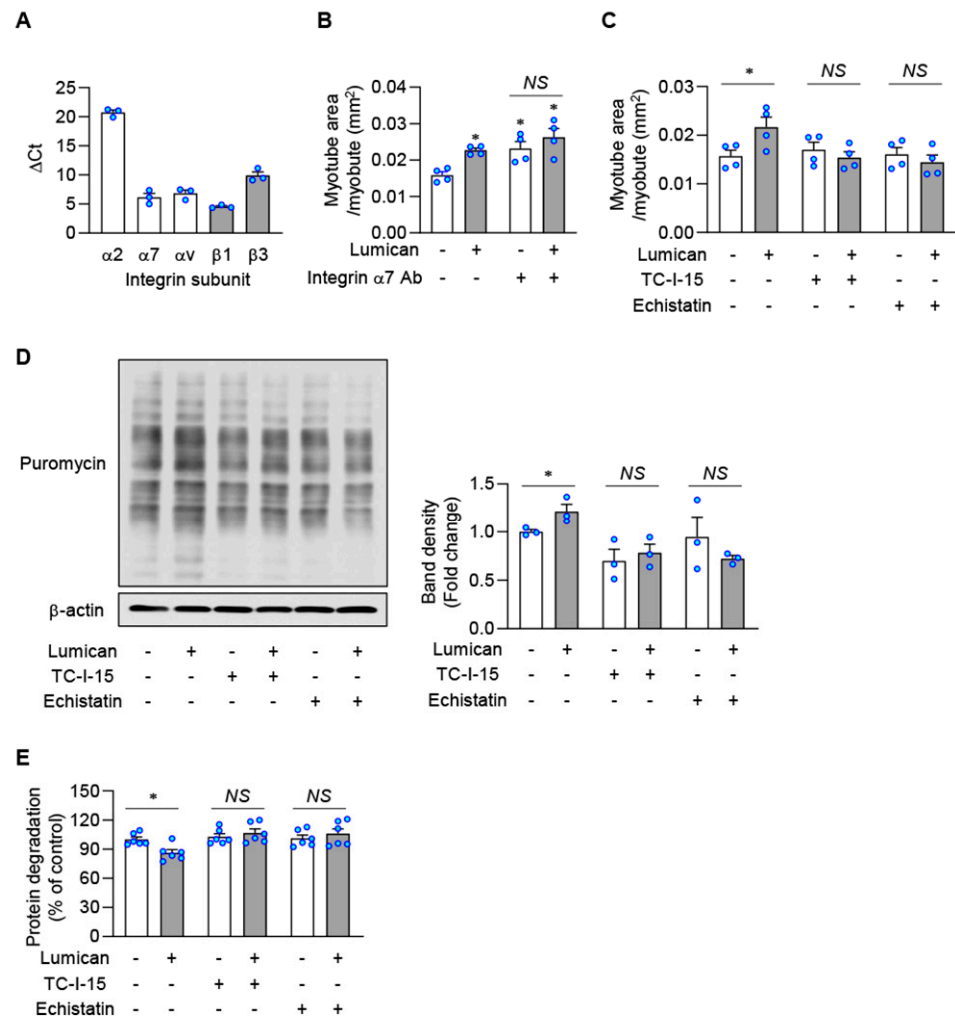 A
ΔCt
25
20
15
10
5
0
α2 α7 αv β1 β3
Integrin subunit
B
Myotube area
/myobute (mm²)
0.04
0.03
0.02
0.01
0.00
NS
* * *
Lumican - + - +
Integrin α7 Ab - - + +
C
Myotube area
/myobute (mm²)
0.03
0.02
0.01
0.00
* NS NS
Lumican - + - + - +
TC-I-15 - - + + - -
Echistatin - - - - + +
D
Puromycin
β-actin
Lumican - + - + - +
TC-I-15 - - + + - -
Echistatin - - - - + +
Band density
(Fold change)
1.5
1.0
0.5
0.0
* NS NS
Lumican - + - + - +
TC-I-15 - - + + - -
Echistatin - - - - + +
E
Protein degradation
(% of control)
150
120
90
60
30
0
* NS NS
Lumican - + - + - +
TC-I-15 - - + + - -
Echistatin - - - - + +